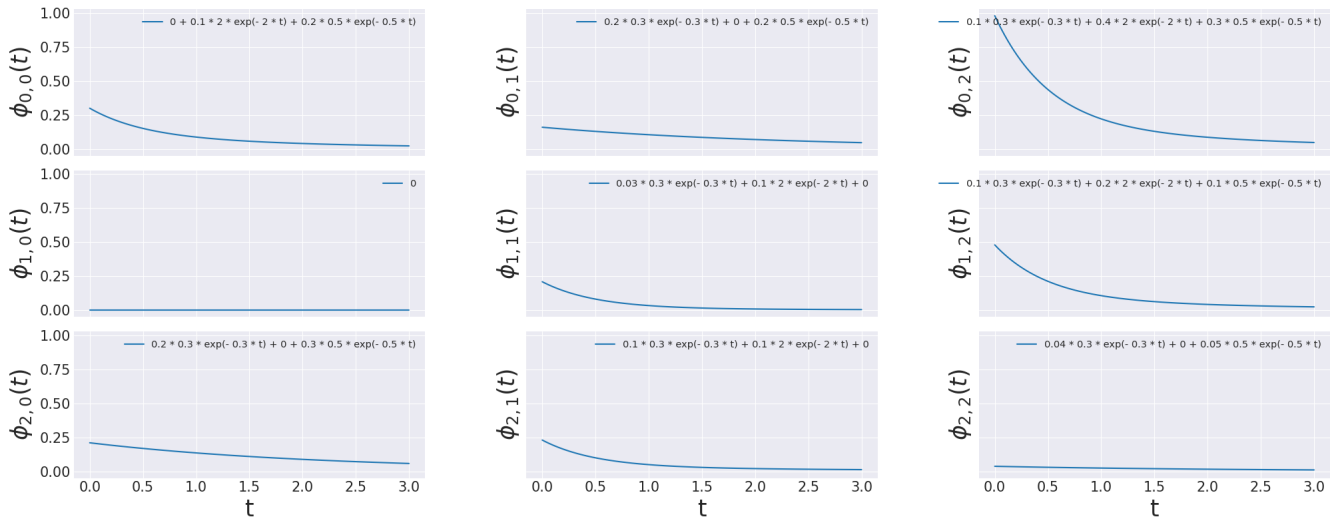 1.00
0.75
0.50
0.25
0.00
ϕ0,0(t)
0 + 0.1 * 2 * exp(- 2 * t) + 0.2 * 0.5 * exp(- 0.5 * t)
ϕ0,1(t)
0.2 * 0.3 * exp(- 0.3 * t) + 0 + 0.2 * 0.5 * exp(- 0.5 * t)
ϕ0,2(t)
0.1 * 0.3 * exp(- 0.3 * t) + 0.4 * 2 * exp(- 2 * t) + 0.3 * 0.5 * exp(- 0.5 * t)
1.00
0.75
0.50
0.25
0.00
ϕ1,0(t)
0
ϕ1,1(t)
0.03 * 0.3 * exp(- 0.3 * t) + 0.1 * 2 * exp(- 2 * t) + 0
ϕ1,2(t)
0.1 * 0.3 * exp(- 0.3 * t) + 0.2 * 2 * exp(- 2 * t) + 0.1 * 0.5 * exp(- 0.5 * t)
1.00
0.75
0.50
0.25
0.00
ϕ2,0(t)
0.2 * 0.3 * exp(- 0.3 * t) + 0 + 0.3 * 0.5 * exp(- 0.5 * t)
0.0 0.5 1.0 1.5 2.0 2.5 3.0
t
ϕ2,1(t)
0.1 * 0.3 * exp(- 0.3 * t) + 0.1 * 2 * exp(- 2 * t) + 0
0.0 0.5 1.0 1.5 2.0 2.5 3.0
t
ϕ2,2(t)
0.04 * 0.3 * exp(- 0.3 * t) + 0 + 0.05 * 0.5 * exp(- 0.5 * t)
0.0 0.5 1.0 1.5 2.0 2.5 3.0
t